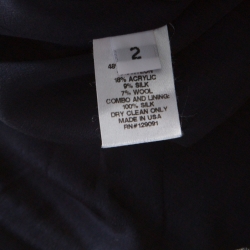 2
18% ACRYLIC
9% SILK
7% WOOL
COMBO AND LINING:
100% SILK
DRY CLEAN ONLY
MADE IN USA
RN#129091